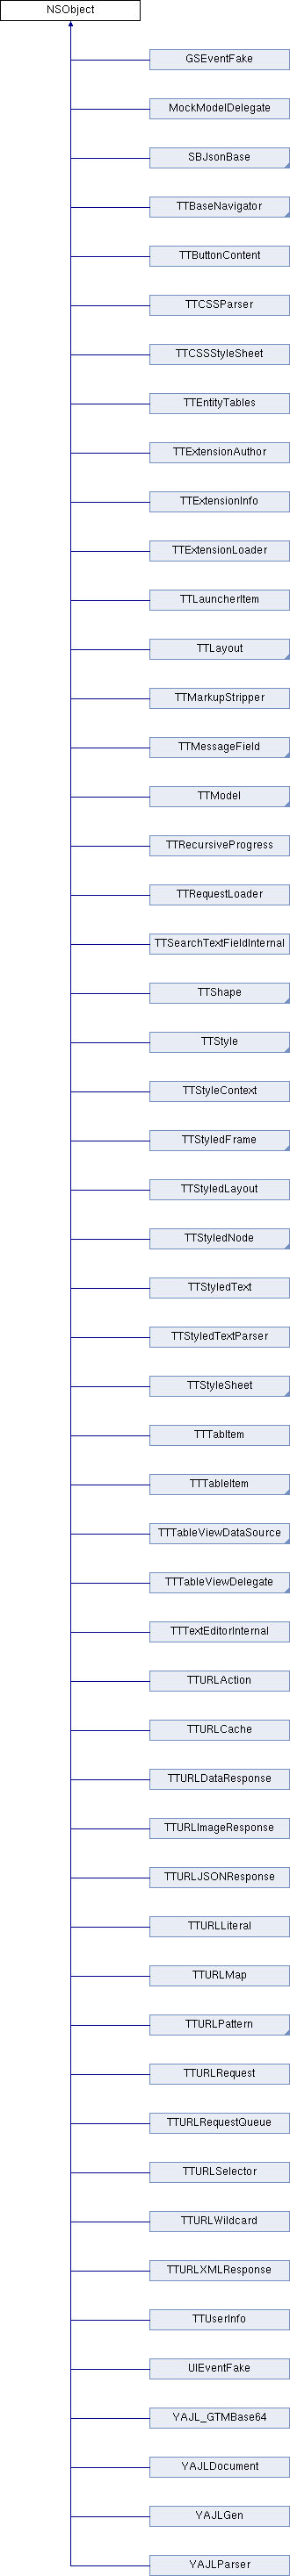 NSObject
GSEventFake
MockModelDelegate
SBJsonBase
TTBaseNavigator
TTButtonContent
TTCSSParser
TTCSSStyleSheet
TTEntityTables
TTExtensionAuthor
TTExtensionInfo
TTExtensionLoader
TTLauncherItem
TTLayout
TTMarkupStripper
TTMessageField
TTModel
TTRecursiveProgress
TTRequestLoader
TTSearchTextFieldInternal
TTShape
TTStyle
TTStyleContext
TTStyledFrame
TTStyledLayout
TTStyledNode
TTStyledText
TTStyledTextParser
TTStyleSheet
TTTabItem
TTTableItem
TTTableViewDataSource
TTTableViewDelegate
TTTextEditorInternal
TTURLAction
TTURLCache
TTURLDataResponse
TTURLImageResponse
TTURLJSONResponse
TTURLLiteral
TTURLMap
TTURLPattern
TTURLRequest
TTURLRequestQueue
TTURLSelector
TTURLWildcard
TTURLXMLResponse
TTUserInfo
UIEventFake
YAJL_GTMBase64
YAJLDocument
YAJLGen
YAJLParser